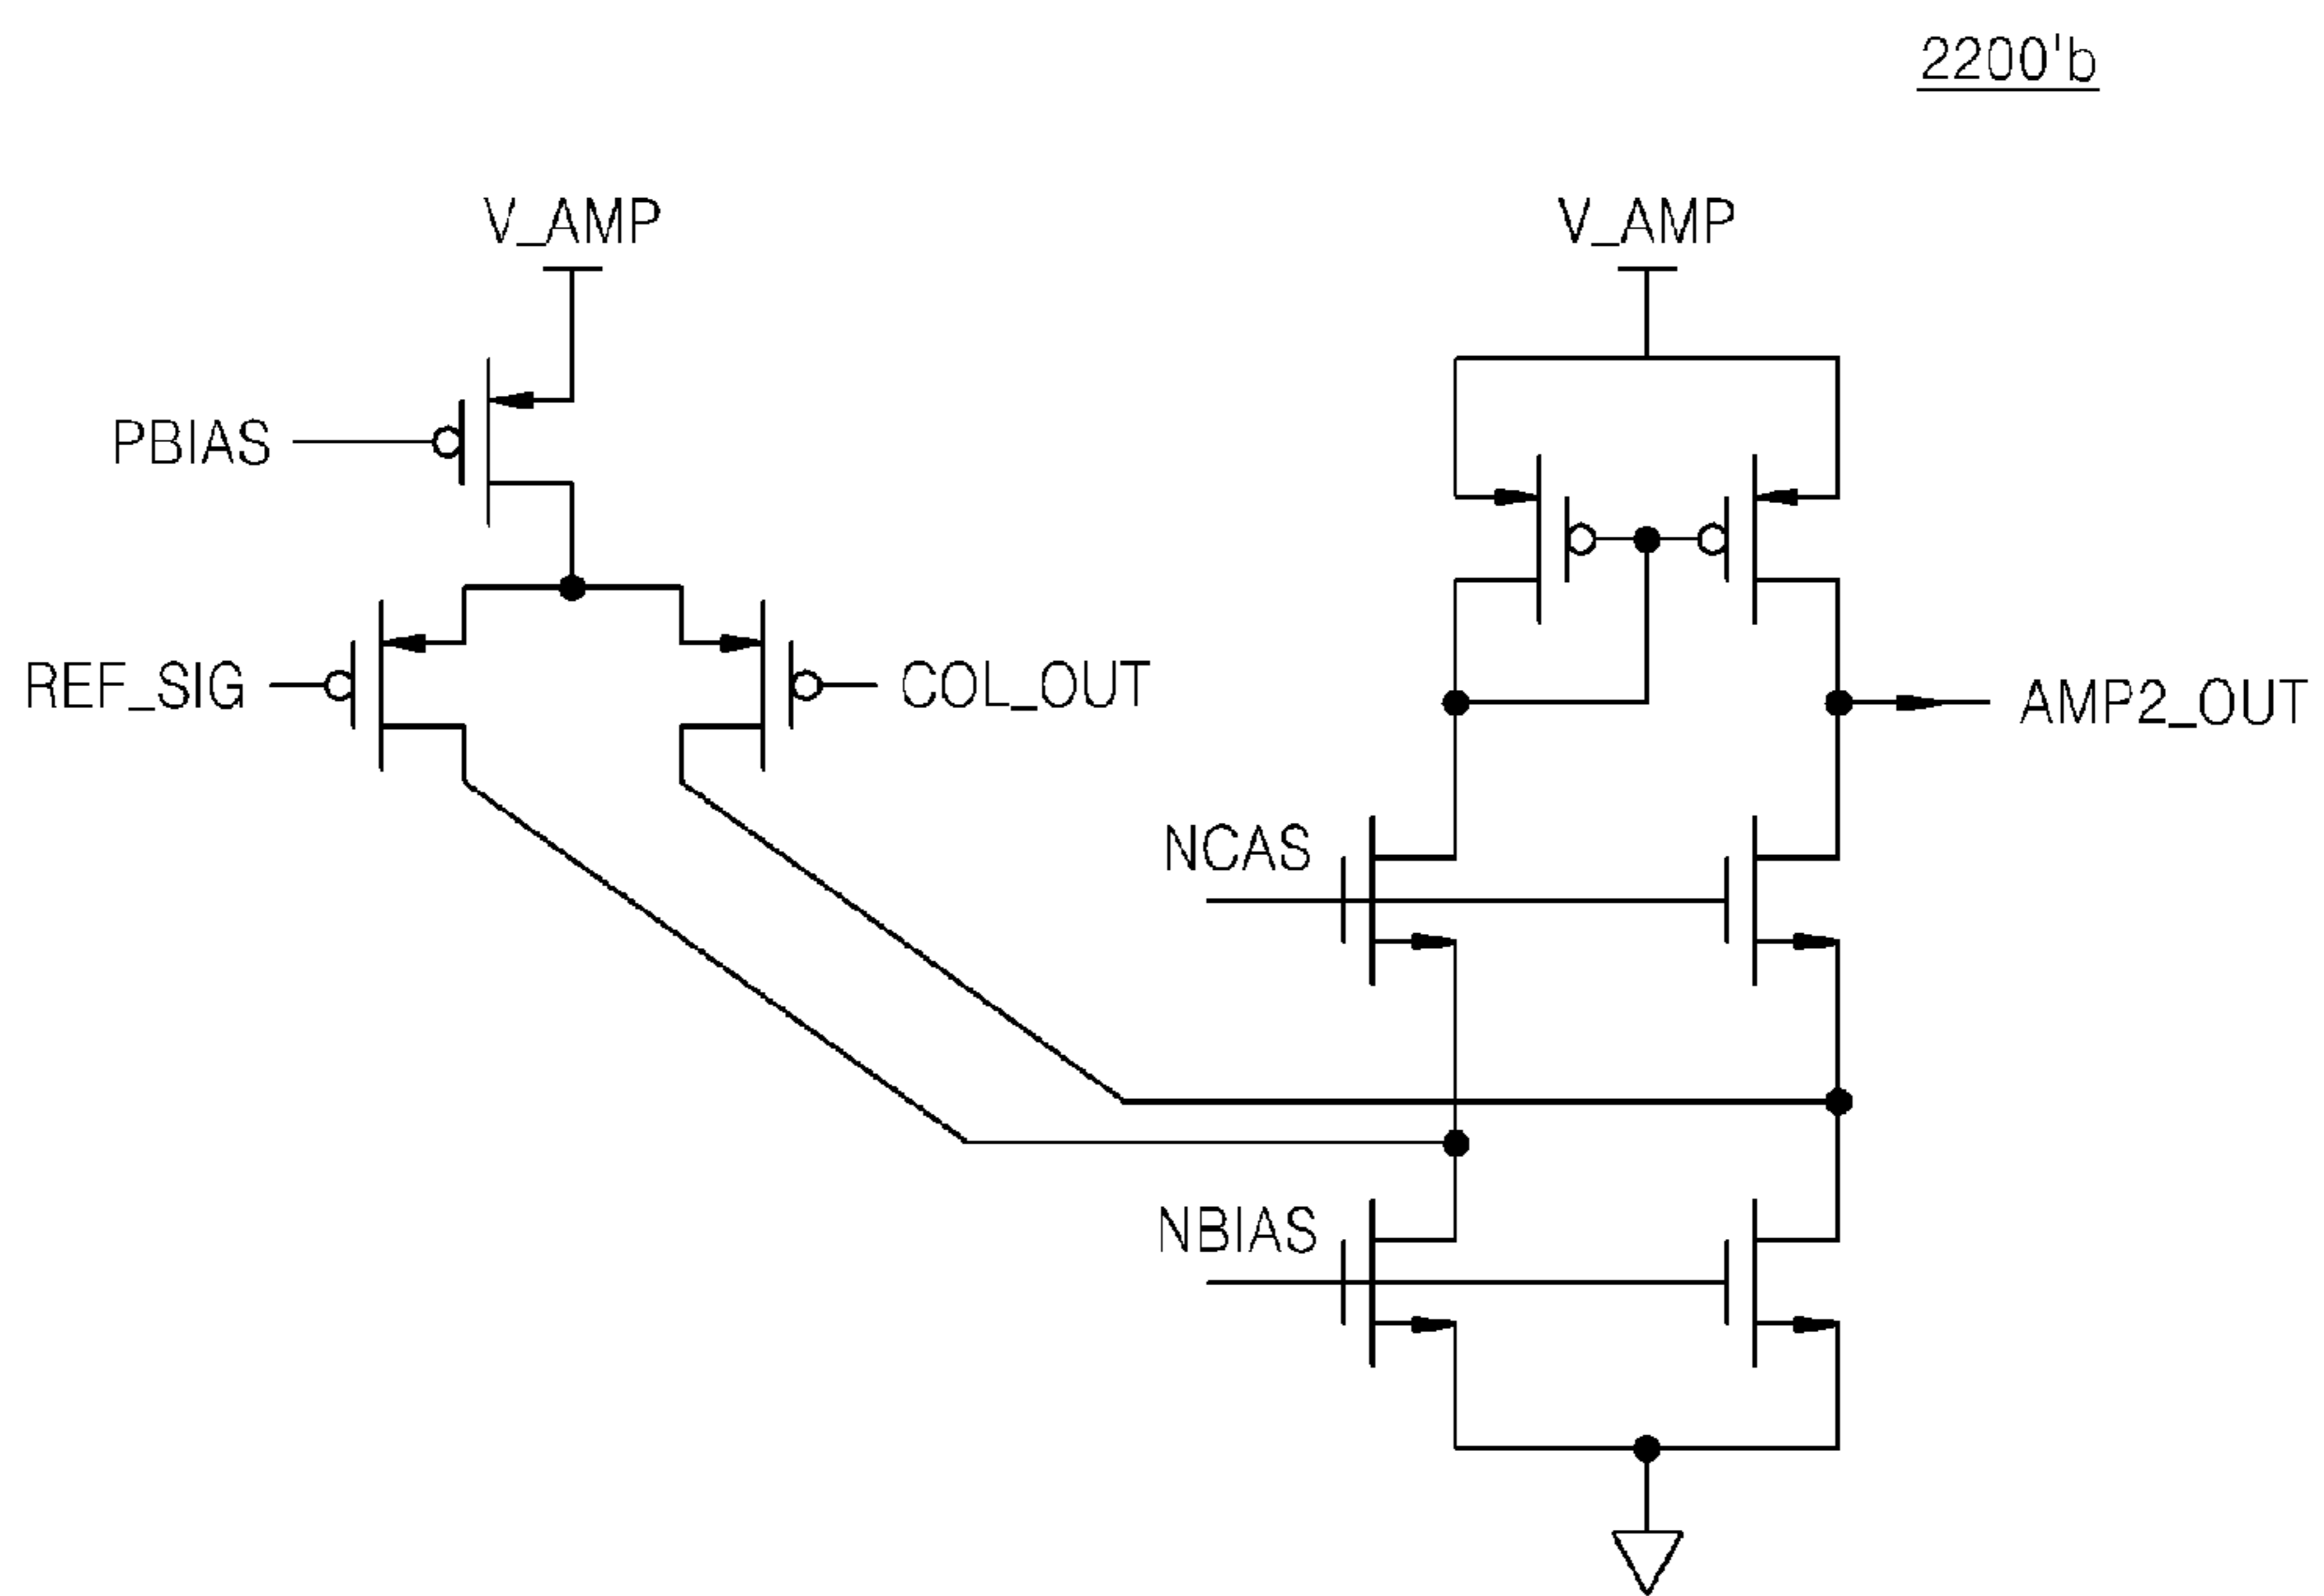 2200'b
V_AMP
V_AMP
PBIAS
REF_SIG
COL_OUT
AMP2_OUT
NCAS
NBIAS